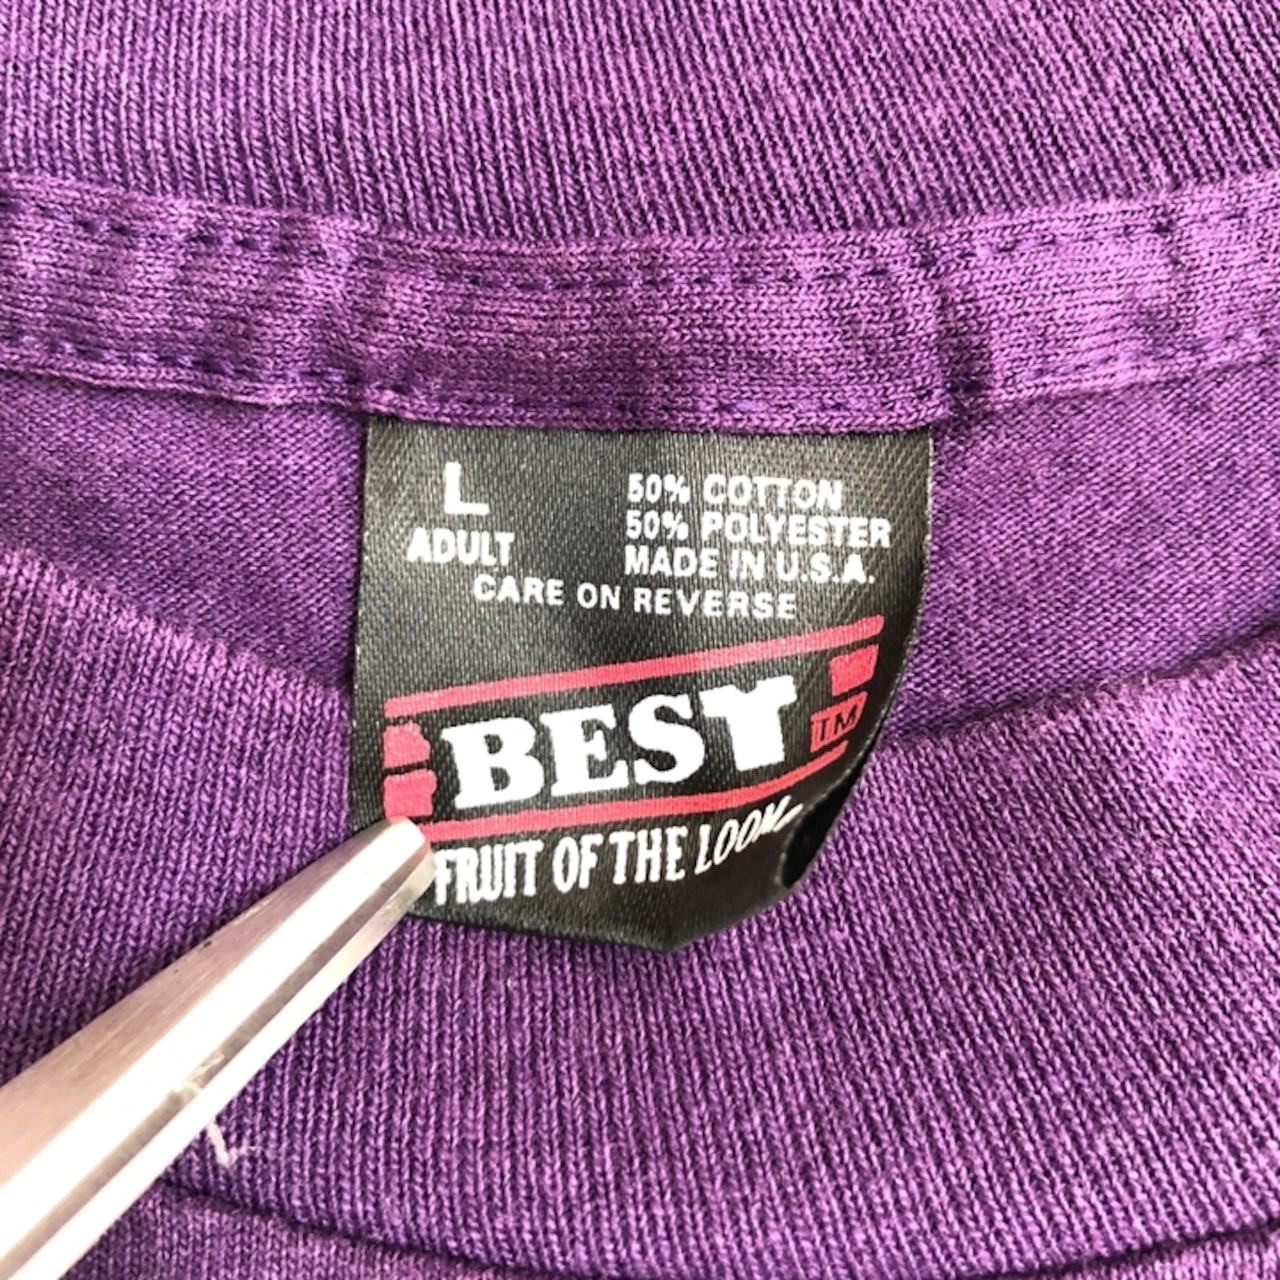 L
ADULT
50% COTTON
50% POLYESTER
MADE IN U.S.A.
CARE ON REVERSE
BEST TM
FRUIT OF THE LOOM